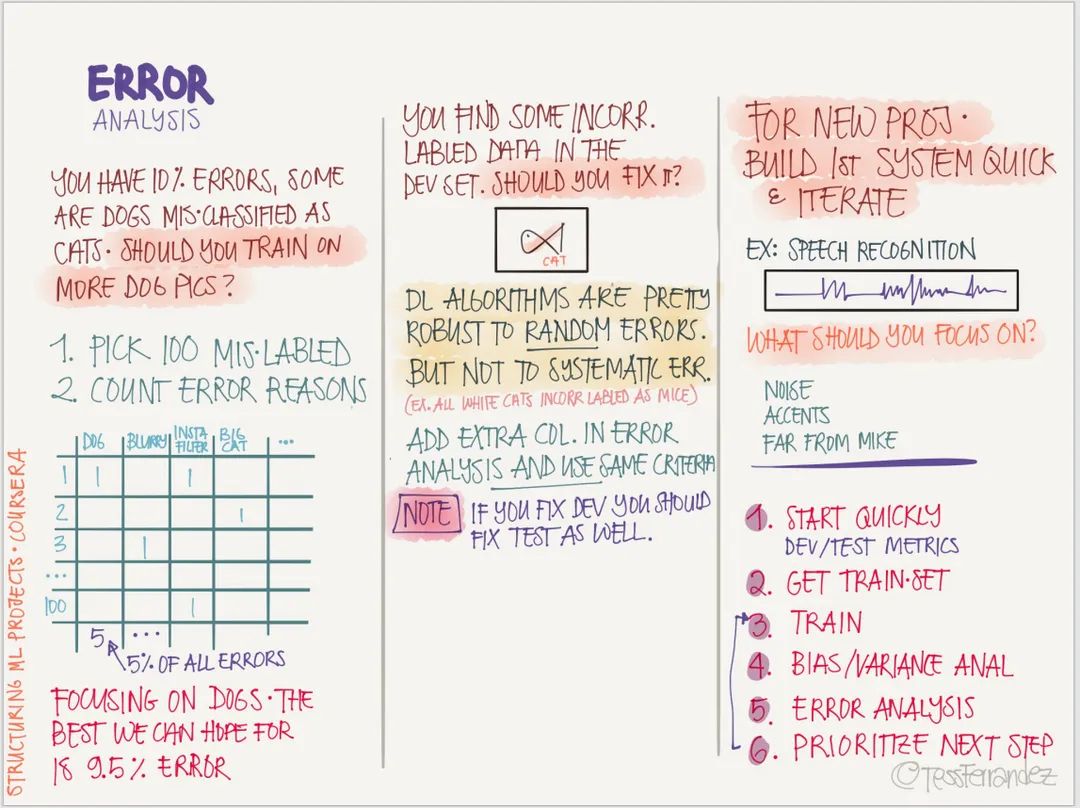 ERROR
ANALYSIS
YOU HAVE 10% ERRORS, SOME
ARE DOGS MIS·CLASSIFIED AS
CATS· SHOULD YOU TRAIN ON
MORE DOG PICS?
1. PICK 100 MIS·LABLED
2. COUNT ERROR REASONS
DOG BLURRY INSTA FILTER BIG CAT ...
1 1 1
2 1
3 1
...
100 1
5 ...
5% OF ALL ERRORS
FOCUSING ON DOGS·THE
BEST WE CAN HOPE FOR
IS 9.5% ERROR
STRUCTURING ML PROJECTS · COURSERA
YOU FIND SOME INCORR.
LABLED DATA IN THE
DEV SET. SHOULD YOU FIX IT?
CAT
DL ALGORITHMS ARE PRETTY
ROBUST TO RANDOM ERRORS.
BUT NOT TO SYSTEMATIC ERR.
(EX. ALL WHITE CATS INCORR LABLED AS MICE)
ADD EXTRA COL. IN ERROR
ANALYSIS AND USE SAME CRITERIA
NOTE IF YOU FIX DEV YOU SHOULD
FIX TEST AS WELL.
FOR NEW PROJ·
BUILD 1st SYSTEM QUICK
& ITERATE
EX: SPEECH RECOGNITION
WHAT SHOULD YOU FOCUS ON?
NOISE
ACCENTS
FAR FROM MIKE
1. START QUICKLY
DEV/TEST METRICS
2. GET TRAIN·SET
3. TRAIN
4. BIAS/VARIANCE ANAL
5. ERROR ANALYSIS
6. PRIORITIZE NEXT STEP
©TessFerrandez